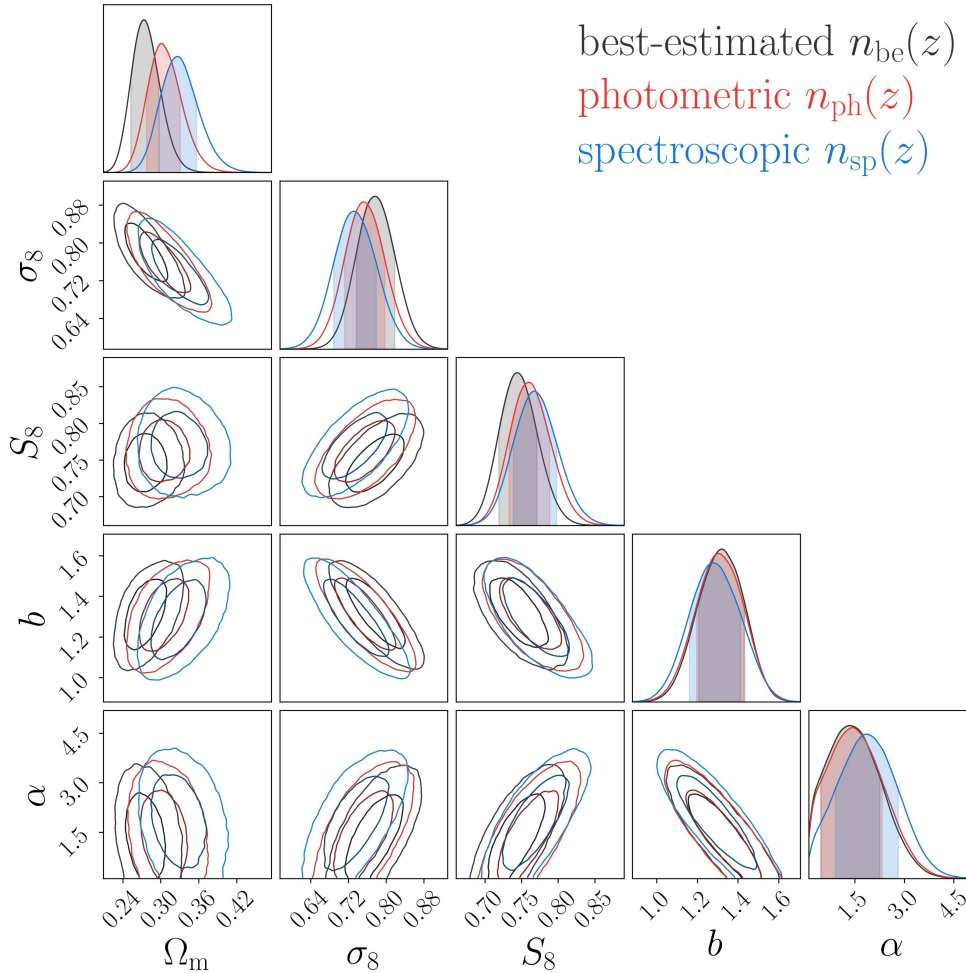 best-estimated n_be(z)
photometric n_ph(z)
spectroscopic n_sp(z)
σ₈
0.88
0.80
0.72
0.64
S₈
0.85
0.80
0.75
0.70
b
1.6
1.4
1.2
1.0
α
4.5
3.0
1.5
0.24 0.30 0.36 0.42 0.64 0.72 0.80 0.88 0.70 0.75 0.80 0.85 1.0 1.2 1.4 1.6 1.5 3.0 4.5
Ω_m σ₈ S₈ b α